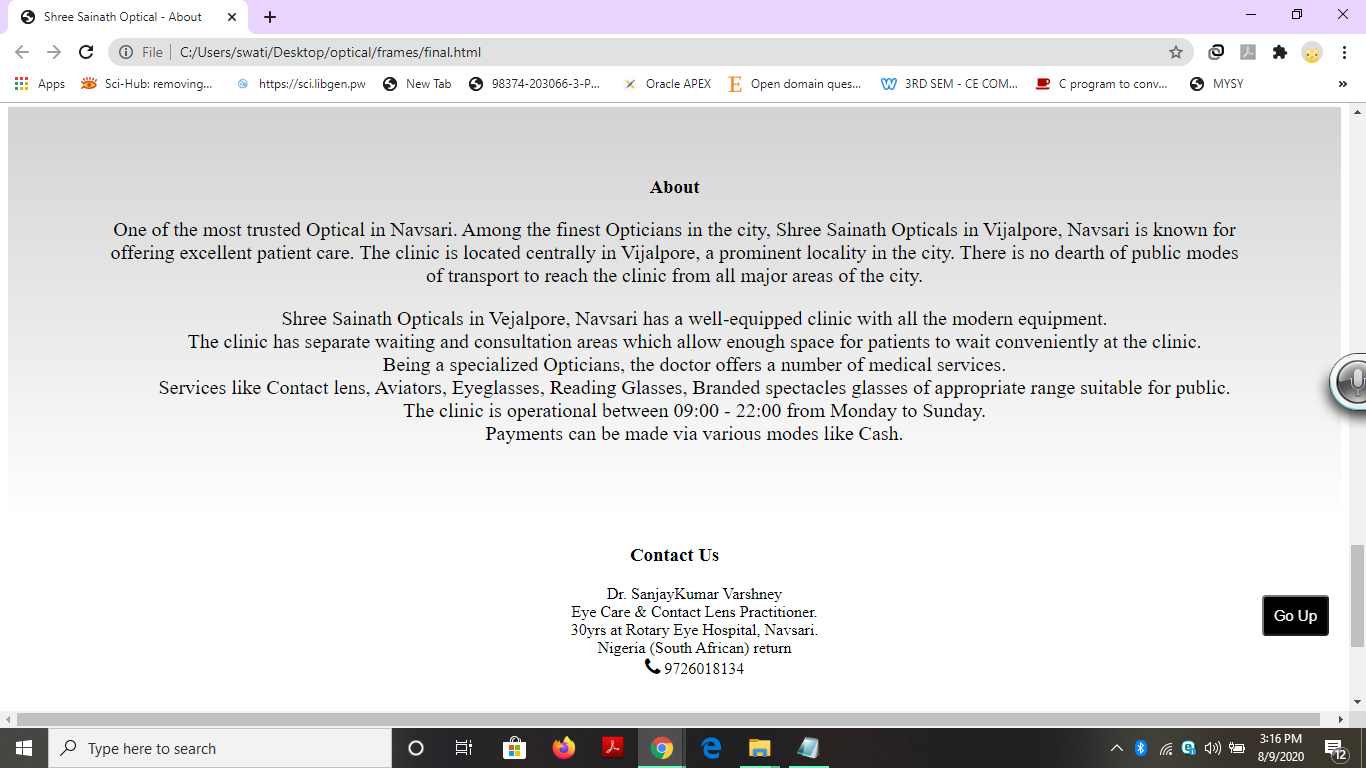 Shree Sainath Optical - About
File
C:/Users/swati/Desktop/optical/frames/final.html
Apps
Sci-Hub: removing...
https://sci.libgen.pw
New Tab
98374-203066-3-P...
Oracle APEX
Open domain ques...
3RD SEM - CE COM...
C program to conv...
MYSY
About
One of the most trusted Optical in Navsari. Among the finest Opticians in the city, Shree Sainath Opticals in Vijalpore, Navsari is known for
offering excellent patient care. The clinic is located centrally in Vijalpore, a prominent locality in the city. There is no dearth of public modes
of transport to reach the clinic from all major areas of the city.
Shree Sainath Opticals in Vejalpore, Navsari has a well-equipped clinic with all the modern equipment.
The clinic has separate waiting and consultation areas which allow enough space for patients to wait conveniently at the clinic.
Being a specialized Opticians, the doctor offers a number of medical services.
Services like Contact lens, Aviators, Eyeglasses, Reading Glasses, Branded spectacles glasses of appropriate range suitable for public.
The clinic is operational between 09:00 - 22:00 from Monday to Sunday.
Payments can be made via various modes like Cash.
Contact Us
Dr. SanjayKumar Varshney
Eye Care & Contact Lens Practitioner.
30yrs at Rotary Eye Hospital, Navsari.
Nigeria (South African) return
9726018134
Go Up
Type here to search
3:16 PM
8/9/2020
12